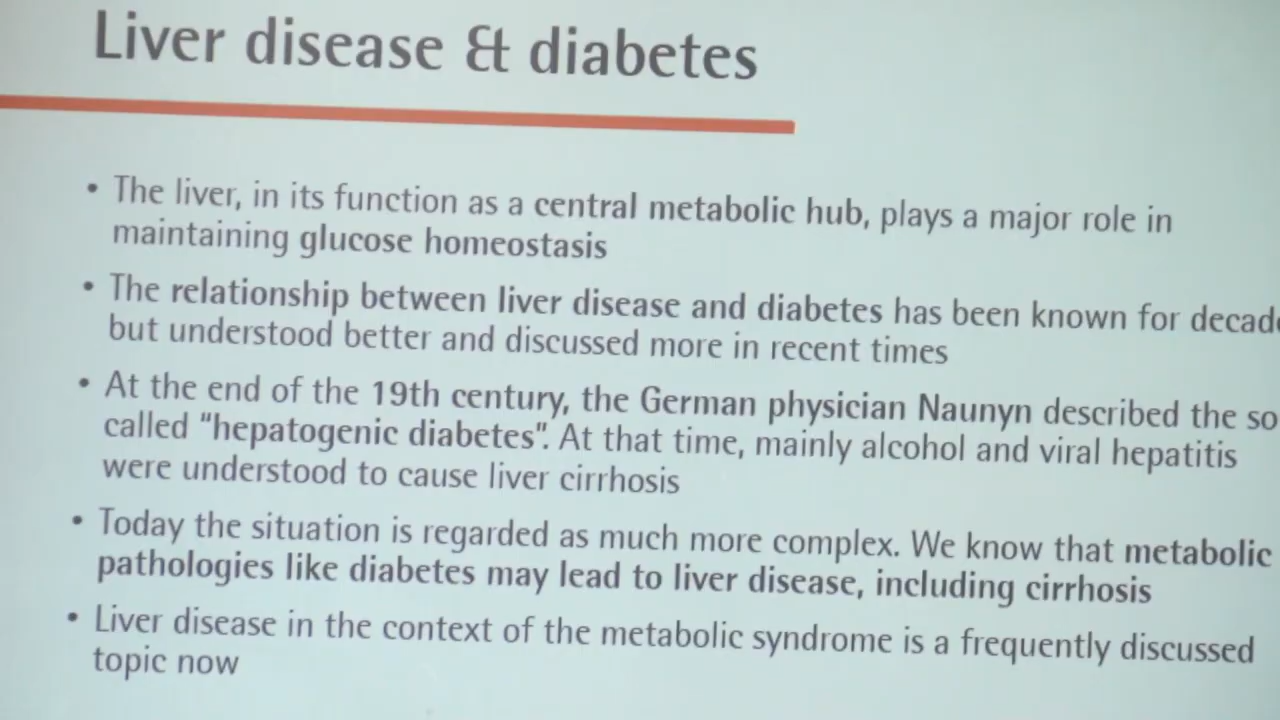 Liver disease & diabetes
• The liver, in its function as a central metabolic hub, plays a major role in
maintaining glucose homeostasis
• The relationship between liver disease and diabetes has been known for
but understood better and discussed more in recent times
• At the end of the 19th century, the German physician Naunyn described the so
called "hepatogenic diabetes". At that time, mainly alcohol and viral hepatitis
were understood to cause liver cirrhosis
• Today the situation is regarded as much more complex. We know that metabolic
pathologies like diabetes may lead to liver disease, including cirrhosis
• Liver disease in the context of the metabolic syndrome is a frequently discussed
topic now